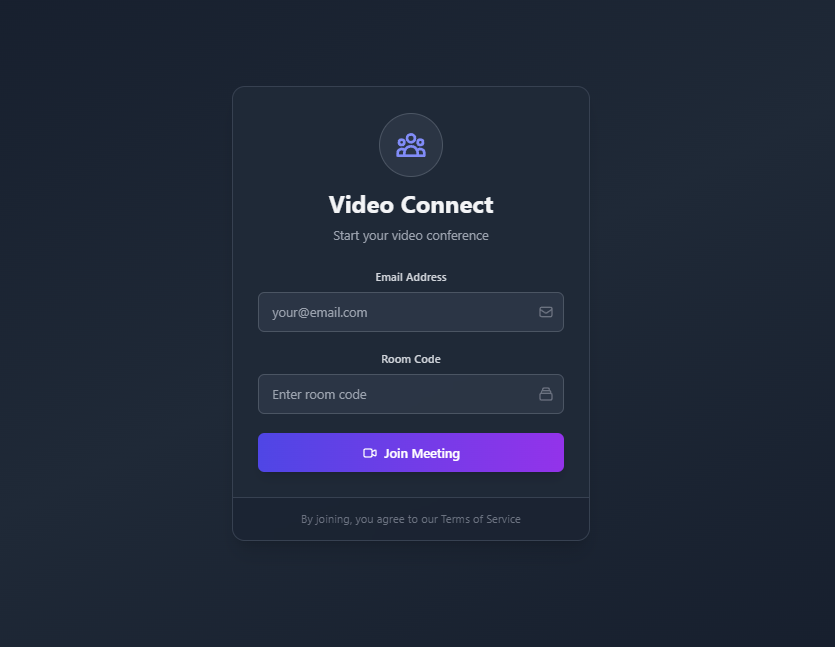 Video Connect
Start your video conference
Email Address
your@email.com
Room Code
Enter room code
Join Meeting
By joining, you agree to our Terms of Service